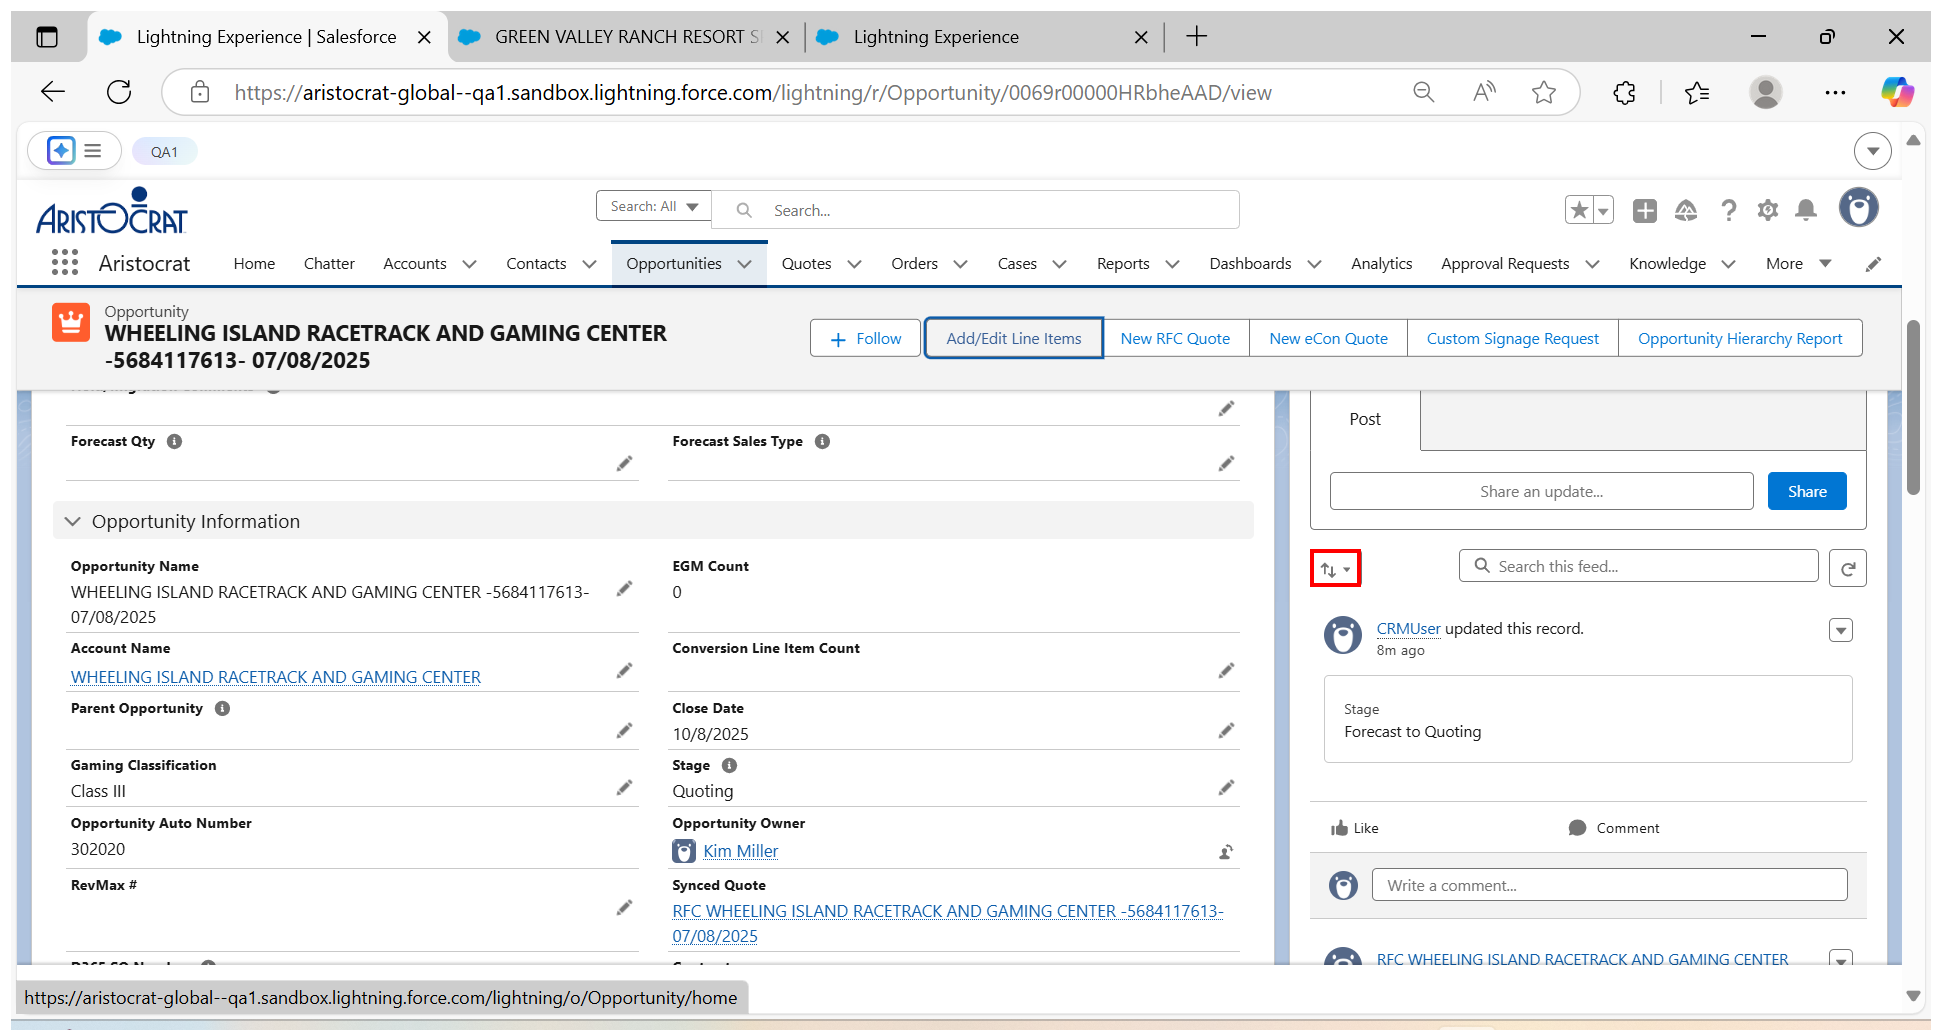 Lightning Experience | Salesforce
GREEN VALLEY RANCH RESORT S
Lightning Experience
https://aristocrat-global--qa1.sandbox.lightning.force.com/lightning/r/Opportunity/0069r00000HRbheAAD/view
QA1
ARISTOCRAT
Search: All
Search...
Aristocrat
Home
Chatter
Accounts
Contacts
Opportunities
Quotes
Orders
Cases
Reports
Dashboards
Analytics
Approval Requests
Knowledge
More
Opportunity
WHEELING ISLAND RACETRACK AND GAMING CENTER
-5684117613- 07/08/2025
Follow
Add/Edit Line Items
New RFC Quote
New eCon Quote
Custom Signage Request
Opportunity Hierarchy Report
Forecast Qty
Forecast Sales Type
Opportunity Information
Opportunity Name
WHEELING ISLAND RACETRACK AND GAMING CENTER -5684117613-
07/08/2025
EGM Count
0
Account Name
WHEELING ISLAND RACETRACK AND GAMING CENTER
Conversion Line Item Count
Parent Opportunity
Close Date
10/8/2025
Gaming Classification
Class III
Stage
Quoting
Opportunity Auto Number
302020
Opportunity Owner
Kim Miller
RevMax #
Synced Quote
RFC WHEELING ISLAND RACETRACK AND GAMING CENTER -5684117613-
07/08/2025
Post
Share an update...
Share
Search this feed...
CRMUser updated this record.
8m ago
Stage
Forecast to Quoting
Like
Comment
Write a comment...
RFC WHEELING ISLAND RACETRACK AND GAMING CENTER
https://aristocrat-global--qa1.sandbox.lightning.force.com/lightning/o/Opportunity/home